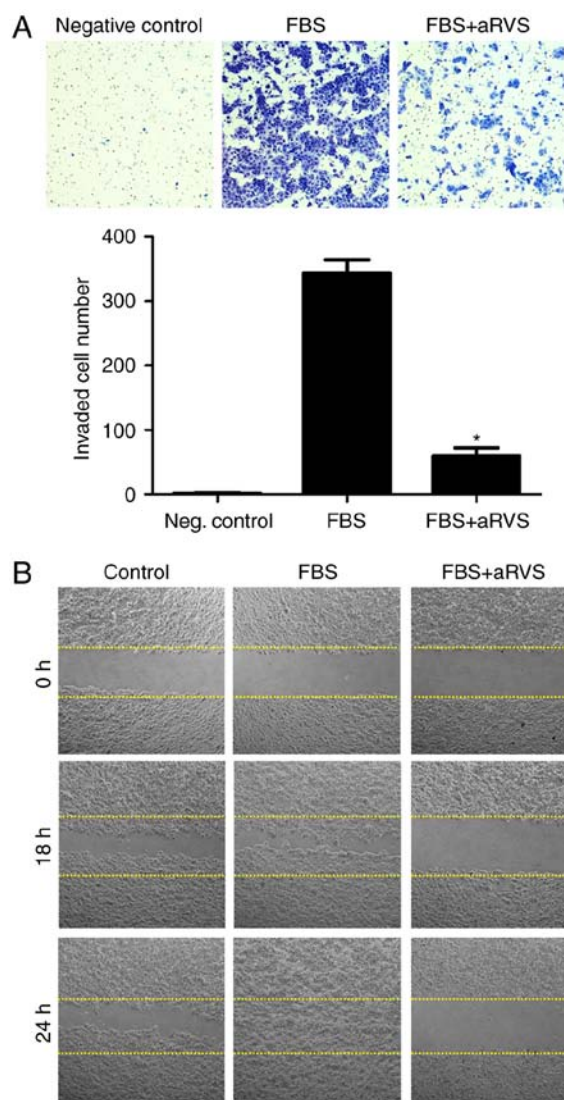 A
Negative control FBS FBS+aRVS
400
300
200
100
0
Invaded cell number
*
Neg. control FBS FBS+aRVS
B
Control FBS FBS+aRVS
0 h
18 h
24 h